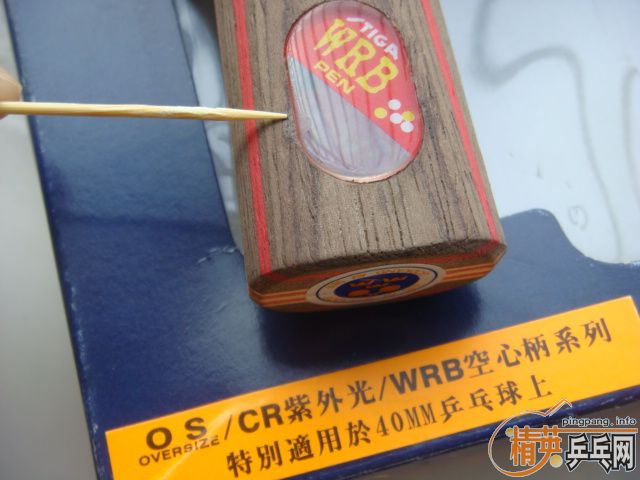 STIGA
WRB
PEN
OS/CR紫外光/WRB空心柄系列
OVERSIZE
特別適用於40MM乒乓球上
pingpang.info
精英乒乓网